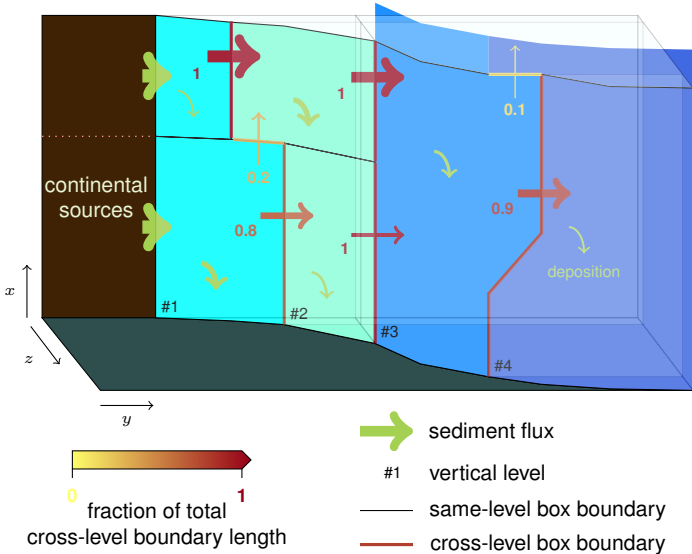 1
1
0.1
continental
sources
0.2
0.8
1
0.9
deposition
#1
#2
#3
#4
x
z
y
0
1
fraction of total
cross-level boundary length
sediment flux
#1 vertical level
same-level box boundary
cross-level box boundary